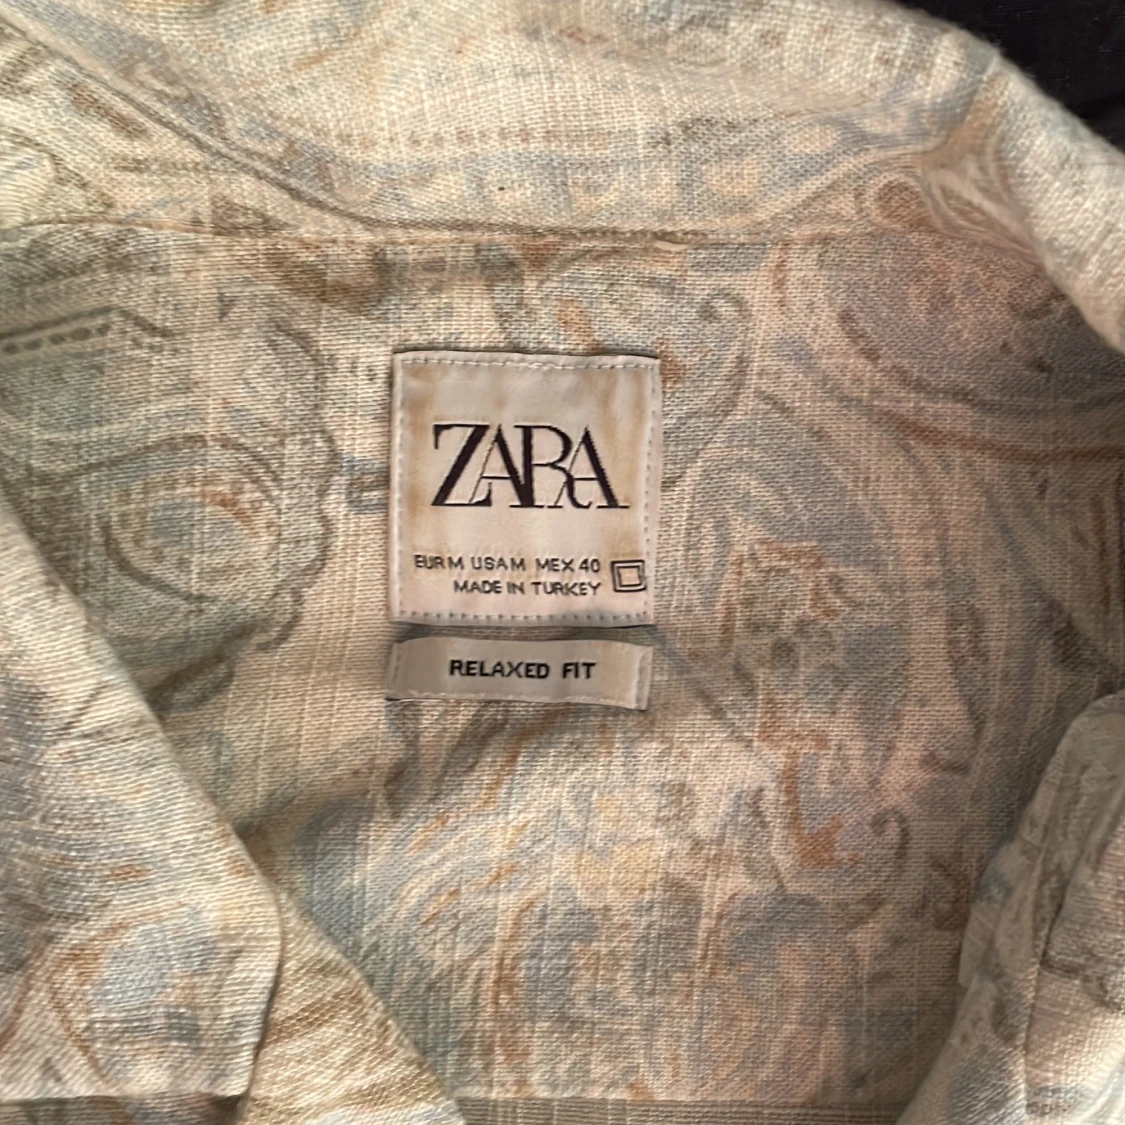 ZARA
EUR M USA M MEX 40
MADE IN TURKEY
RELAXED FIT